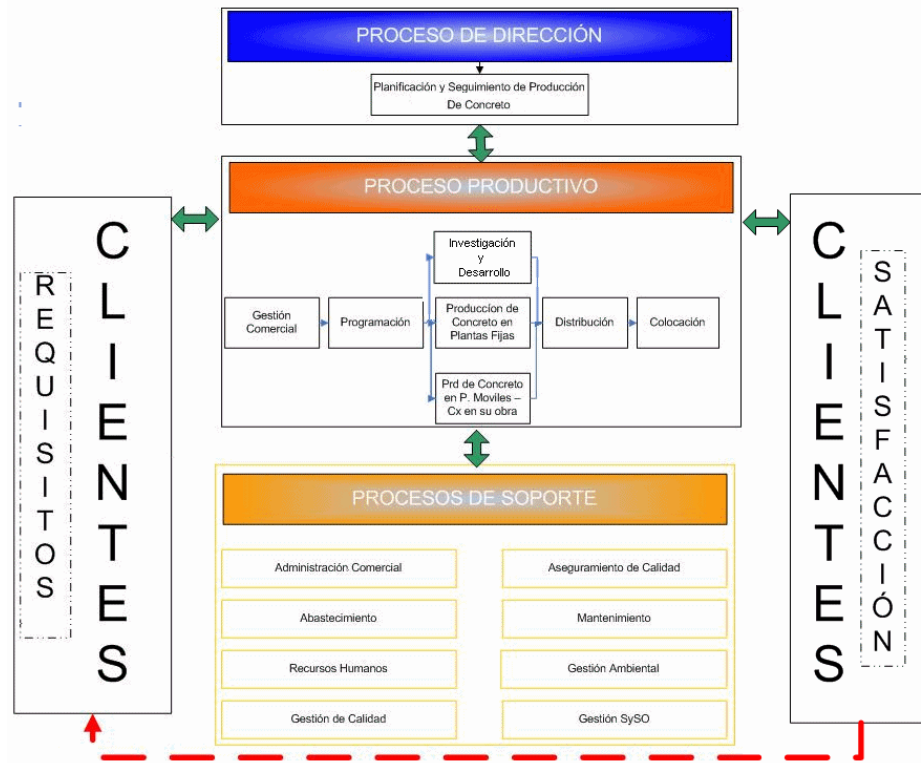 PROCESO DE DIRECCIÓN
Planificación y Seguimiento de Producción
De Concreto
PROCESO PRODUCTIVO
REQUISITOS
CLIENTES
Gestión
Comercial
Programación
Investigación
y
Desarrollo
Produccion de
Concreto en
Plantas Fijas
Prd de Concreto
en P. Moviles –
Cx en su obra
Distribución
Colocación
CLIENTES
SATISFACCIÓN
PROCESOS DE SOPORTE
Administración Comercial
Aseguramiento de Calidad
Abastecimiento
Mantenimiento
Recursos Humanos
Gestión Ambiental
Gestión de Calidad
Gestión SySO